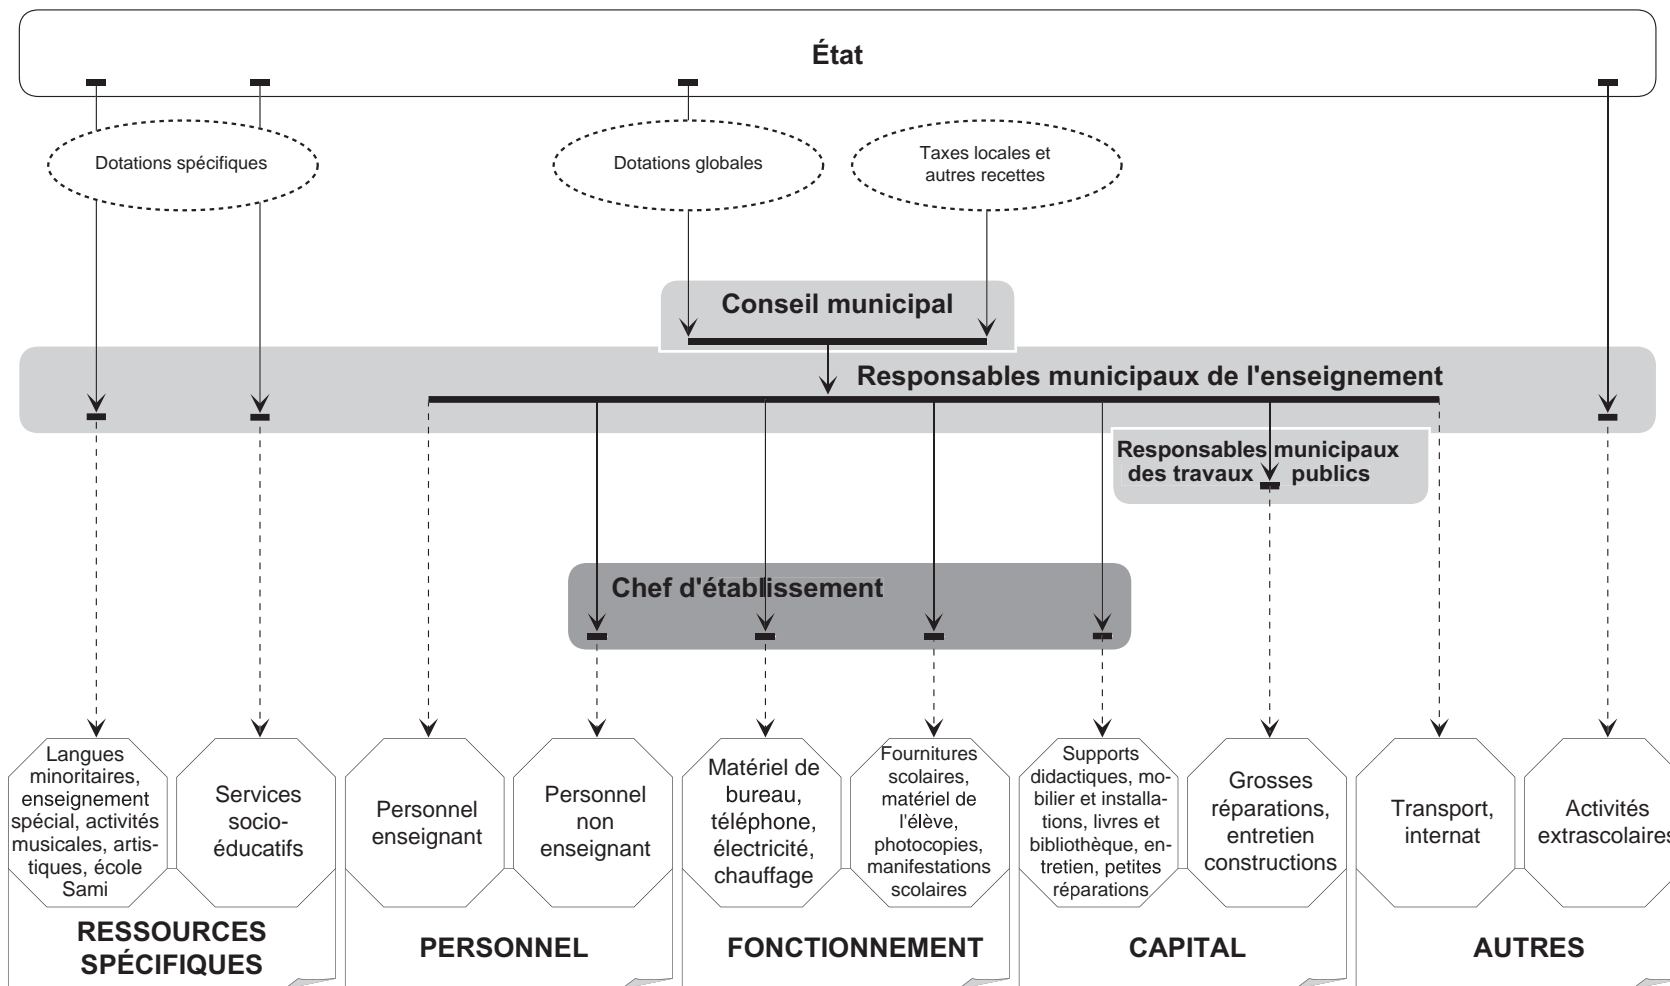 État
Dotations spécifiques
Dotations globales
Taxes locales et
autres recettes
Conseil municipal
Responsables municipaux de l'enseignement
Responsables municipaux
des travaux publics
Chef d'établissement
Langues
minoritaires,
enseignement
spécial, activités
musicales, artis-
tiques, école
Sami
Services
socio-
éducatifs
Personnel
enseignant
Personnel
non
enseignant
Matériel de
bureau,
téléphone,
électricité,
chauffage
Fournitures
scolaires,
matériel de
l'élève,
photocopies,
manifestations
scolaires
Supports
didactiques, mo-
bilier et installa-
tions, livres et
bibliothèque, en-
tretien, petites
réparations
Grosses
réparations,
entretien
constructions
Transport,
internat
Activités
extrascolaires
RESSOURCES
SPÉCIFIQUES
PERSONNEL
FONCTIONNEMENT
CAPITAL
AUTRES